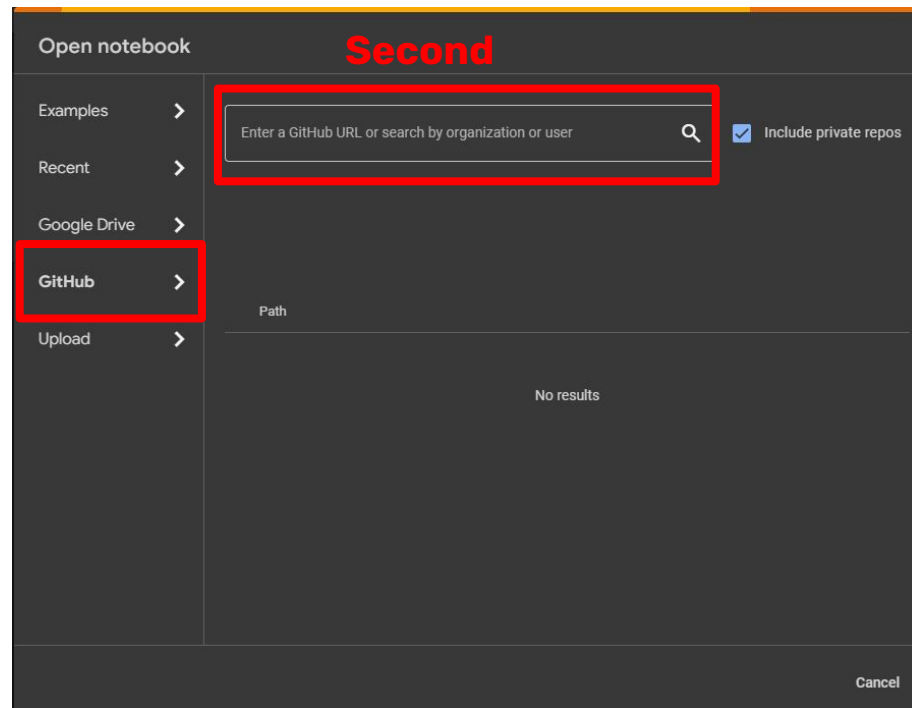 Open notebook
Second
Examples
Recent
Google Drive
GitHub
Upload
Enter a GitHub URL or search by organization or user
Include private repos
Path
No results
Cancel